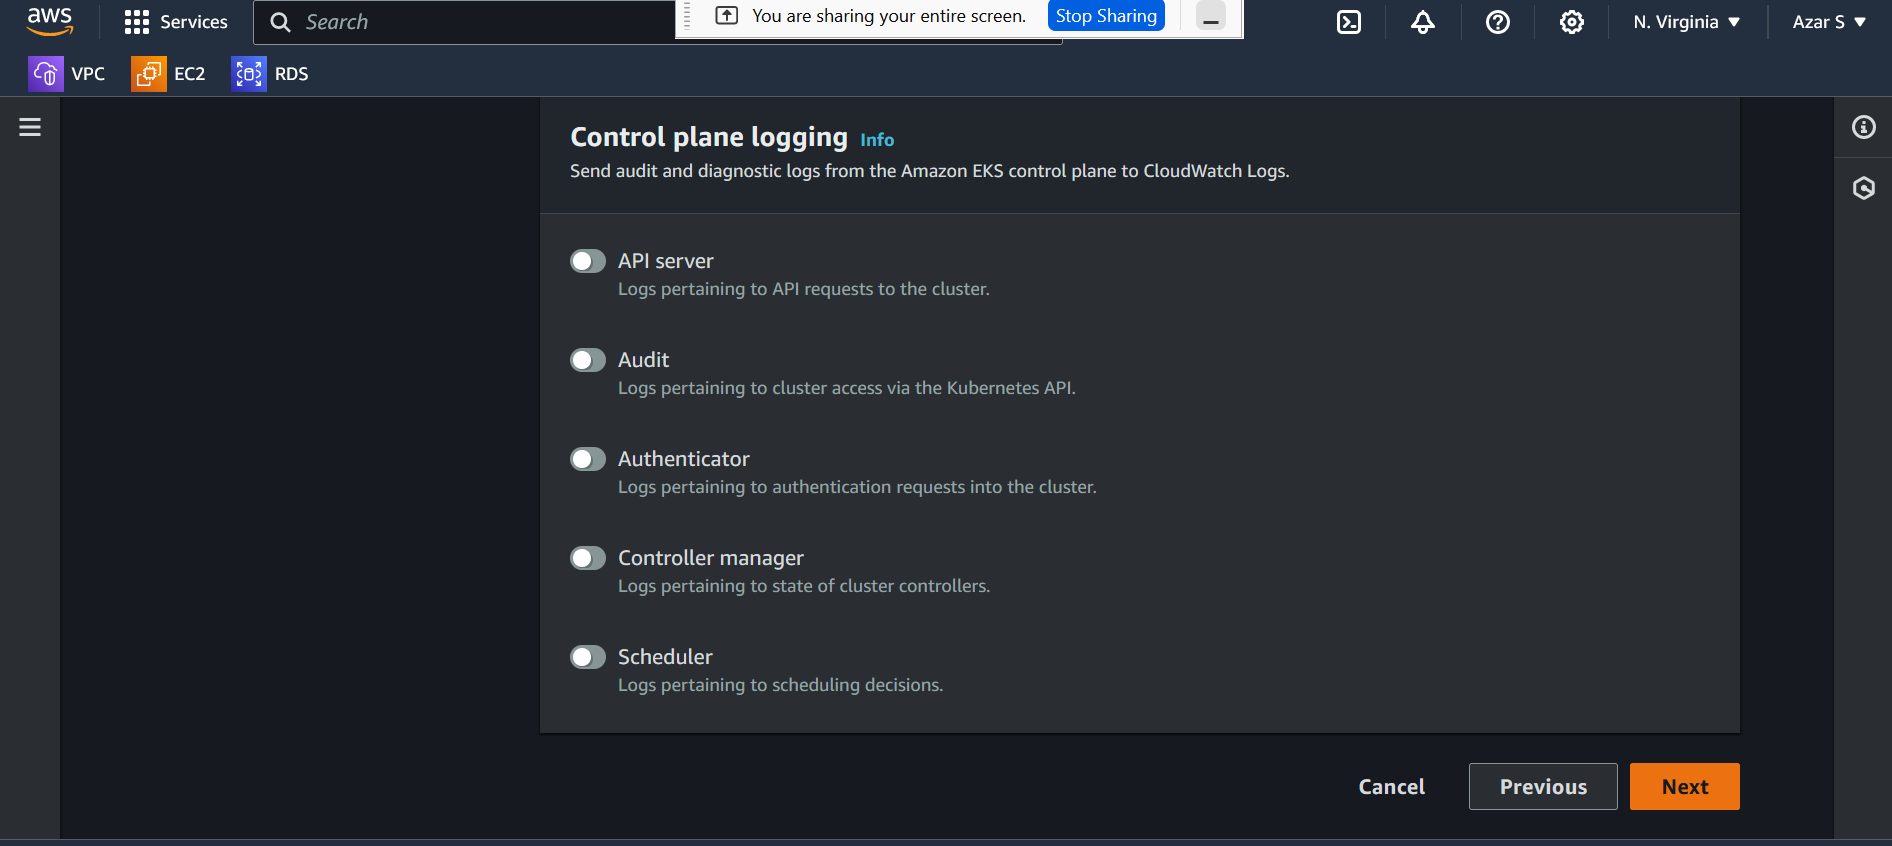 aws
Services
Search
You are sharing your entire screen.
Stop Sharing
N. Virginia
Azar S
VPC
EC2
RDS
Control plane logging Info
Send audit and diagnostic logs from the Amazon EKS control plane to CloudWatch Logs.
API server
Logs pertaining to API requests to the cluster.
Audit
Logs pertaining to cluster access via the Kubernetes API.
Authenticator
Logs pertaining to authentication requests into the cluster.
Controller manager
Logs pertaining to state of cluster controllers.
Scheduler
Logs pertaining to scheduling decisions.
Cancel
Previous
Next